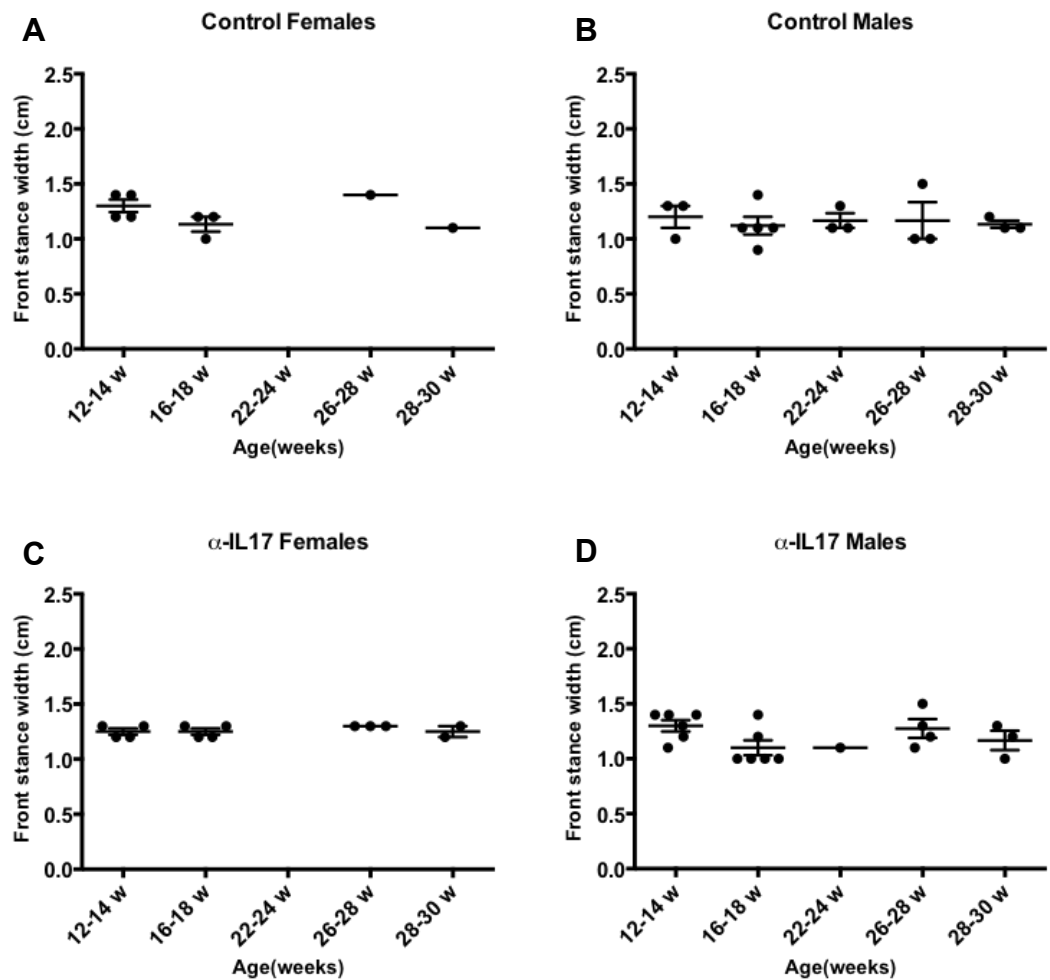 A
Control Females
Front stance width (cm)
2.5
2.0
1.5
1.0
0.5
0.0
12-14 w
16-18 w
22-24 w
26-28 w
28-30 w
Age(weeks)
B
Control Males
Front stance width (cm)
2.5
2.0
1.5
1.0
0.5
0.0
12-14 w
16-18 w
22-24 w
26-28 w
28-30 w
Age(weeks)
C
α-IL17 Females
Front stance width (cm)
2.5
2.0
1.5
1.0
0.5
0.0
12-14 w
16-18 w
22-24 w
26-28 w
28-30 w
Age(weeks)
D
α-IL17 Males
Front stance width (cm)
2.5
2.0
1.5
1.0
0.5
0.0
12-14 w
16-18 w
22-24 w
26-28 w
28-30 w
Age(weeks)